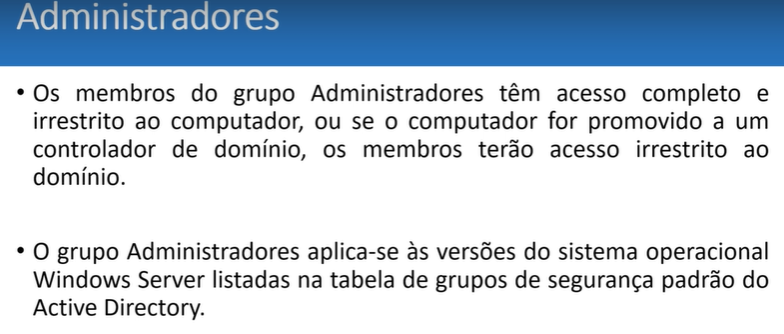 Administradores
• Os membros do grupo Administradores têm acesso completo e
irrestrito ao computador, ou se o computador for promovido a um
controlador de domínio, os membros terão acesso irrestrito ao
domínio.
• O grupo Administradores aplica-se às versões do sistema operacional
Windows Server listadas na tabela de grupos de segurança padrão do
Active Directory.